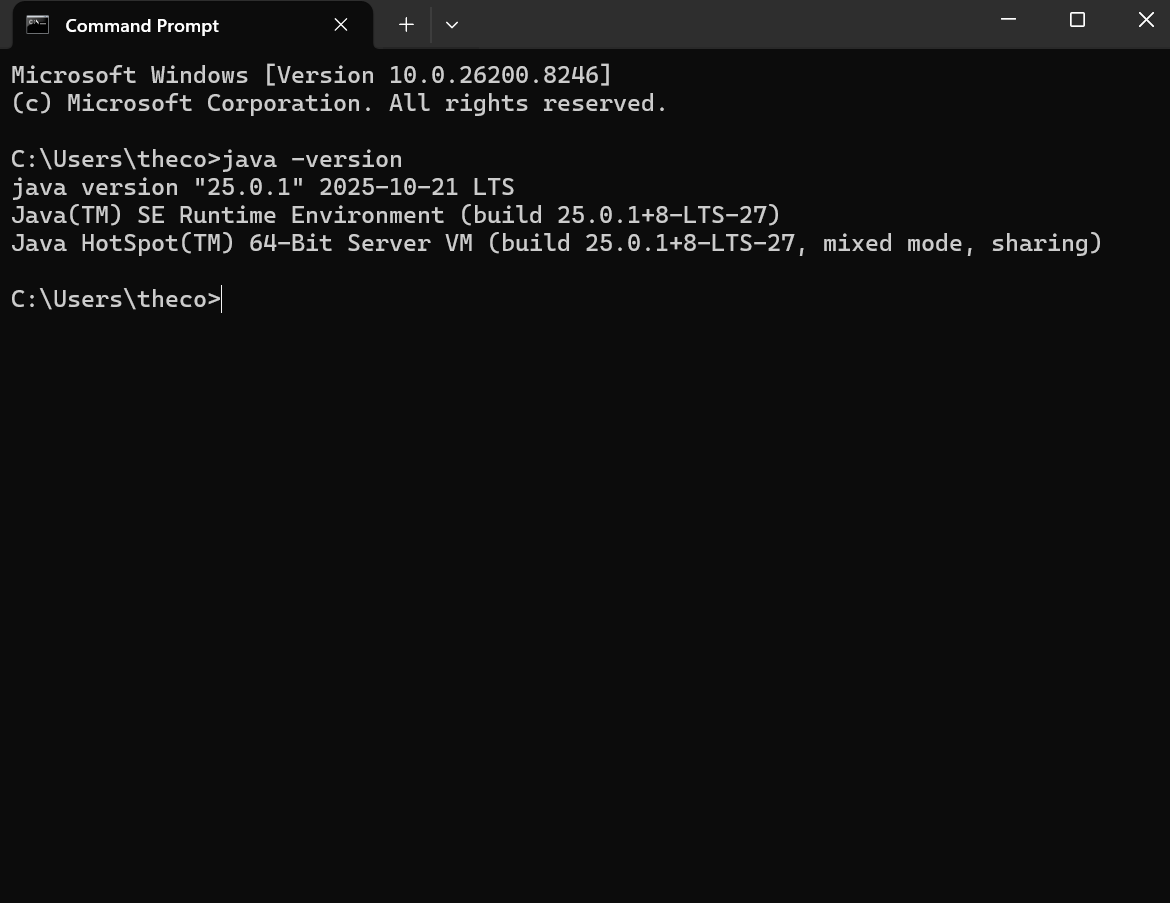 Command Prompt
Microsoft Windows [Version 10.0.26200.8246]
(c) Microsoft Corporation. All rights reserved.
C:\Users\theco>java -version
java version "25.0.1" 2025-10-21 LTS
Java(TM) SE Runtime Environment (build 25.0.1+8-LTS-27)
Java HotSpot(TM) 64-Bit Server VM (build 25.0.1+8-LTS-27, mixed mode, sharing)
C:\Users\theco>